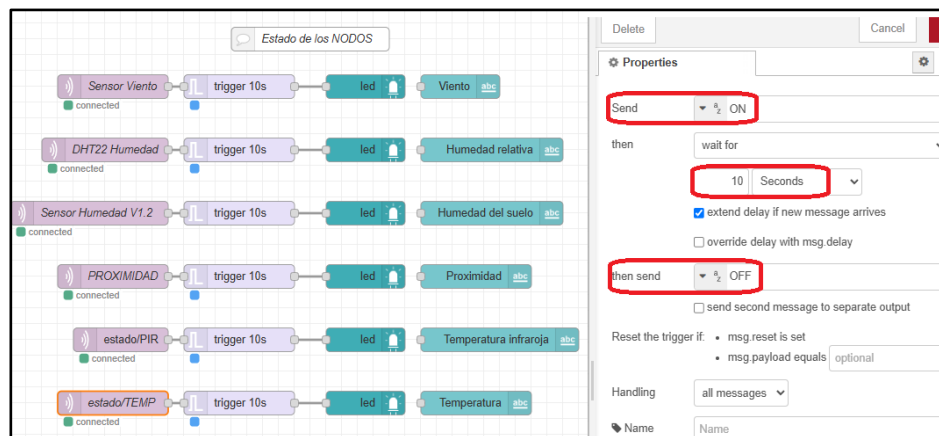 Estado de los NODOS
Sensor Viento trigger 10s led Viento abc
connected
DHT22 Humedad trigger 10s led Humedad relativa abc
connected
Sensor Humedad V1.2 trigger 10s led Humedad del suelo abc
connected
PROXIMIDAD trigger 10s led Proximidad abc
connected
estado/PIR trigger 10s led Temperatura infraroja abc
connected
estado/TEMP trigger 10s led Temperatura abc
connected
Delete Cancel
Properties
Send az ON
then wait for
10 Seconds
extend delay if new message arrives
override delay with msg.delay
then send az OFF
send second message to separate output
Reset the trigger if: • msg.reset is set
• msg.payload equals optional
Handling all messages
Name Name